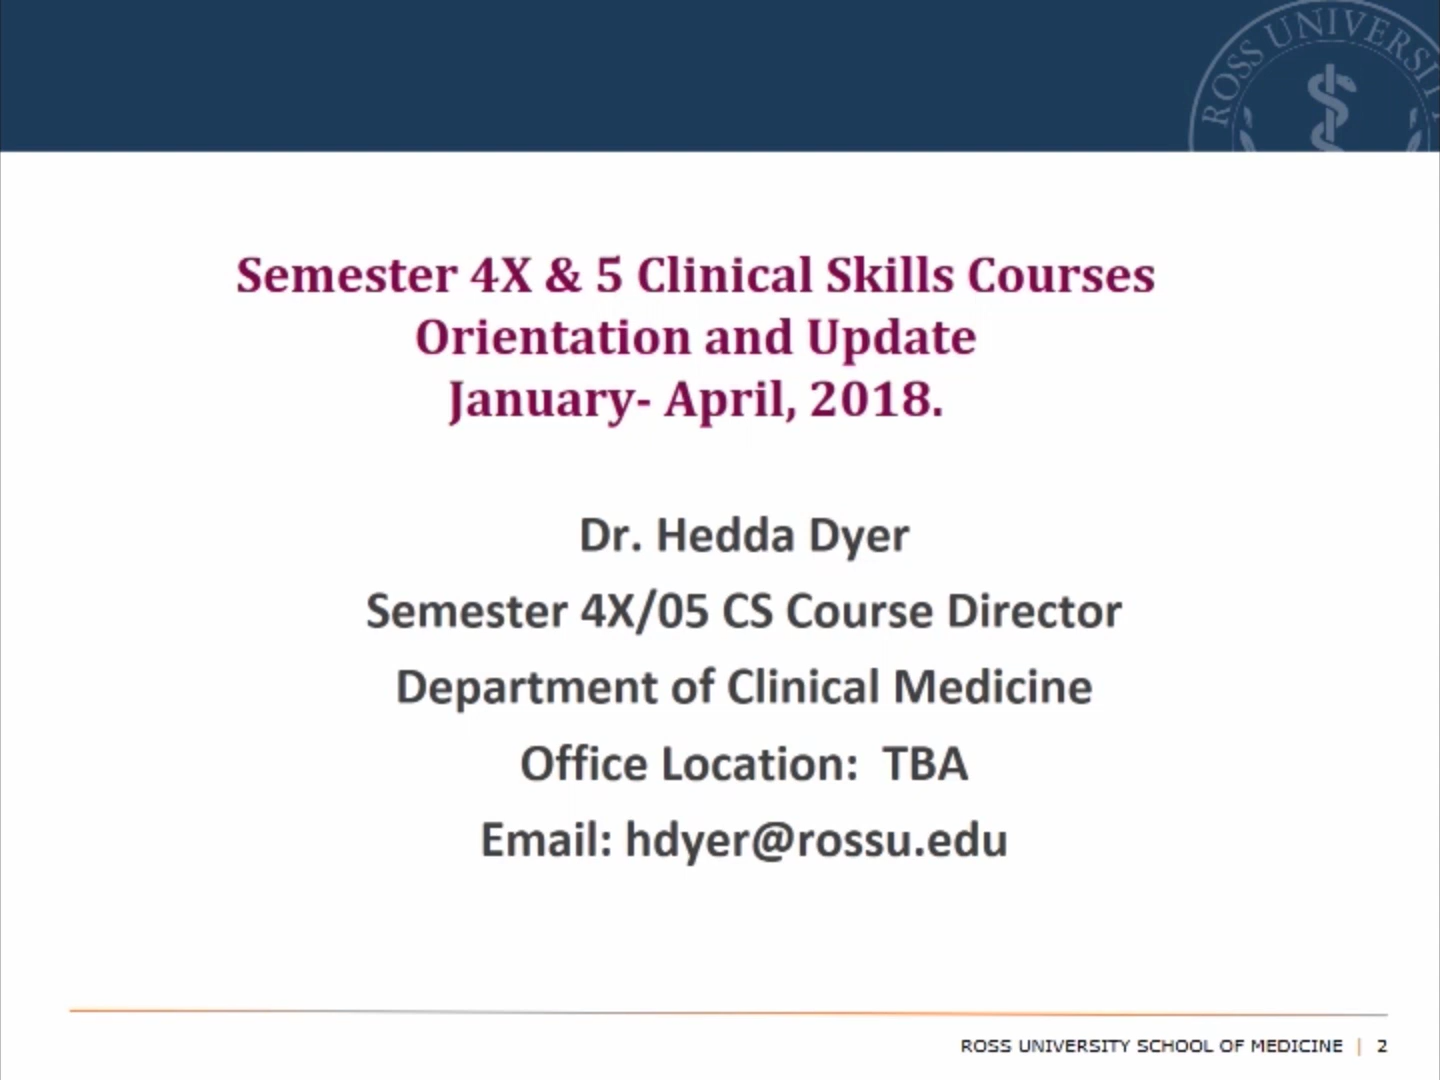 ROSS UNIVERSIT
Semester 4X & 5 Clinical Skills Courses
Orientation and Update
January- April, 2018.
Dr. Hedda Dyer
Semester 4X/05 CS Course Director
Department of Clinical Medicine
Office Location:  TBA
Email: hdyer@rossu.edu
ROSS UNIVERSITY SCHOOL OF MEDICINE | 2